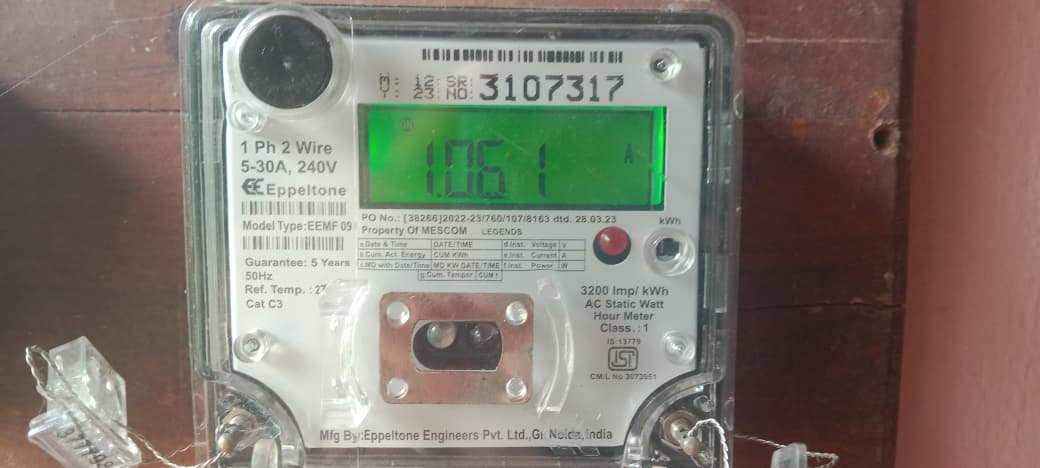 M: 12: SR.
Y: 23: NO: 3107317
1.061 A
1 Ph 2 Wire
5-30A, 240V
Eppeltone
Model Type:EEMF 09
Guarantee: 5 Years
50Hz
Ref. Temp. : 27
Cat C3
PO No.: [38266]2022-23/760/107/8163 dtd. 28.03.23
Property Of MESCOM LEGENDS
a.Date & Time DATE/TIME d.Inst. Voltage V
b.Cum. Act. Energy CUM KWh e.Inst. Current A
c.MD with Date/Time MD KW DATE/TIME f.Inst. Power W
g.Cum. Tamper CUM t
kWh
3200 Imp/ kWh
AC Static Watt
Hour Meter
Class.: 1
IS:13779
CM/L No 3073951
Mfg By:Eppeltone Engineers Pvt. Ltd.,Gr. Noida,India